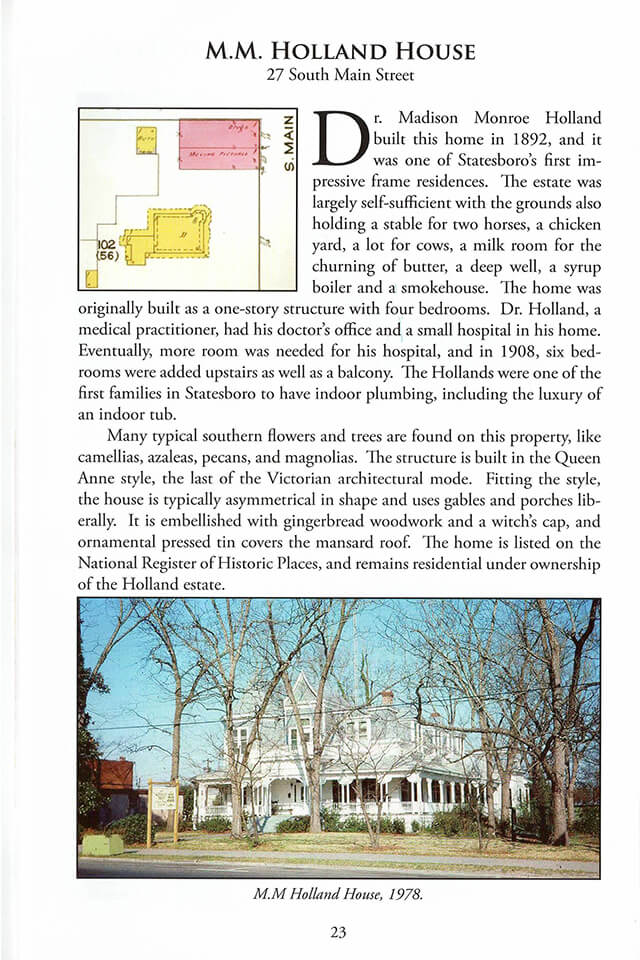 M.M. Holland House
27 South Main Street
Drugs
Moving Pictures
S. MAIN
AUTO
102
(56)
D
Dr. Madison Monroe Holland
built this home in 1892, and it
was one of Statesboro's first im-
pressive frame residences. The estate was
largely self-sufficient with the grounds also
holding a stable for two horses, a chicken
yard, a lot for cows, a milk room for the
churning of butter, a deep well, a syrup
boiler and a smokehouse. The home was
originally built as a one-story structure with four bedrooms. Dr. Holland, a
medical practitioner, had his doctor's office and a small hospital in his home.
Eventually, more room was needed for his hospital, and in 1908, six bed-
rooms were added upstairs as well as a balcony. The Hollands were one of the
first families in Statesboro to have indoor plumbing, including the luxury of
an indoor tub.
Many typical southern flowers and trees are found on this property, like
camellias, azaleas, pecans, and magnolias. The structure is built in the Queen
Anne style, the last of the Victorian architectural mode. Fitting the style,
the house is typically asymmetrical in shape and uses gables and porches lib-
erally. It is embellished with gingerbread woodwork and a witch's cap, and
ornamental pressed tin covers the mansard roof. The home is listed on the
National Register of Historic Places, and remains residential under ownership
of the Holland estate.
M.M Holland House, 1978.
23